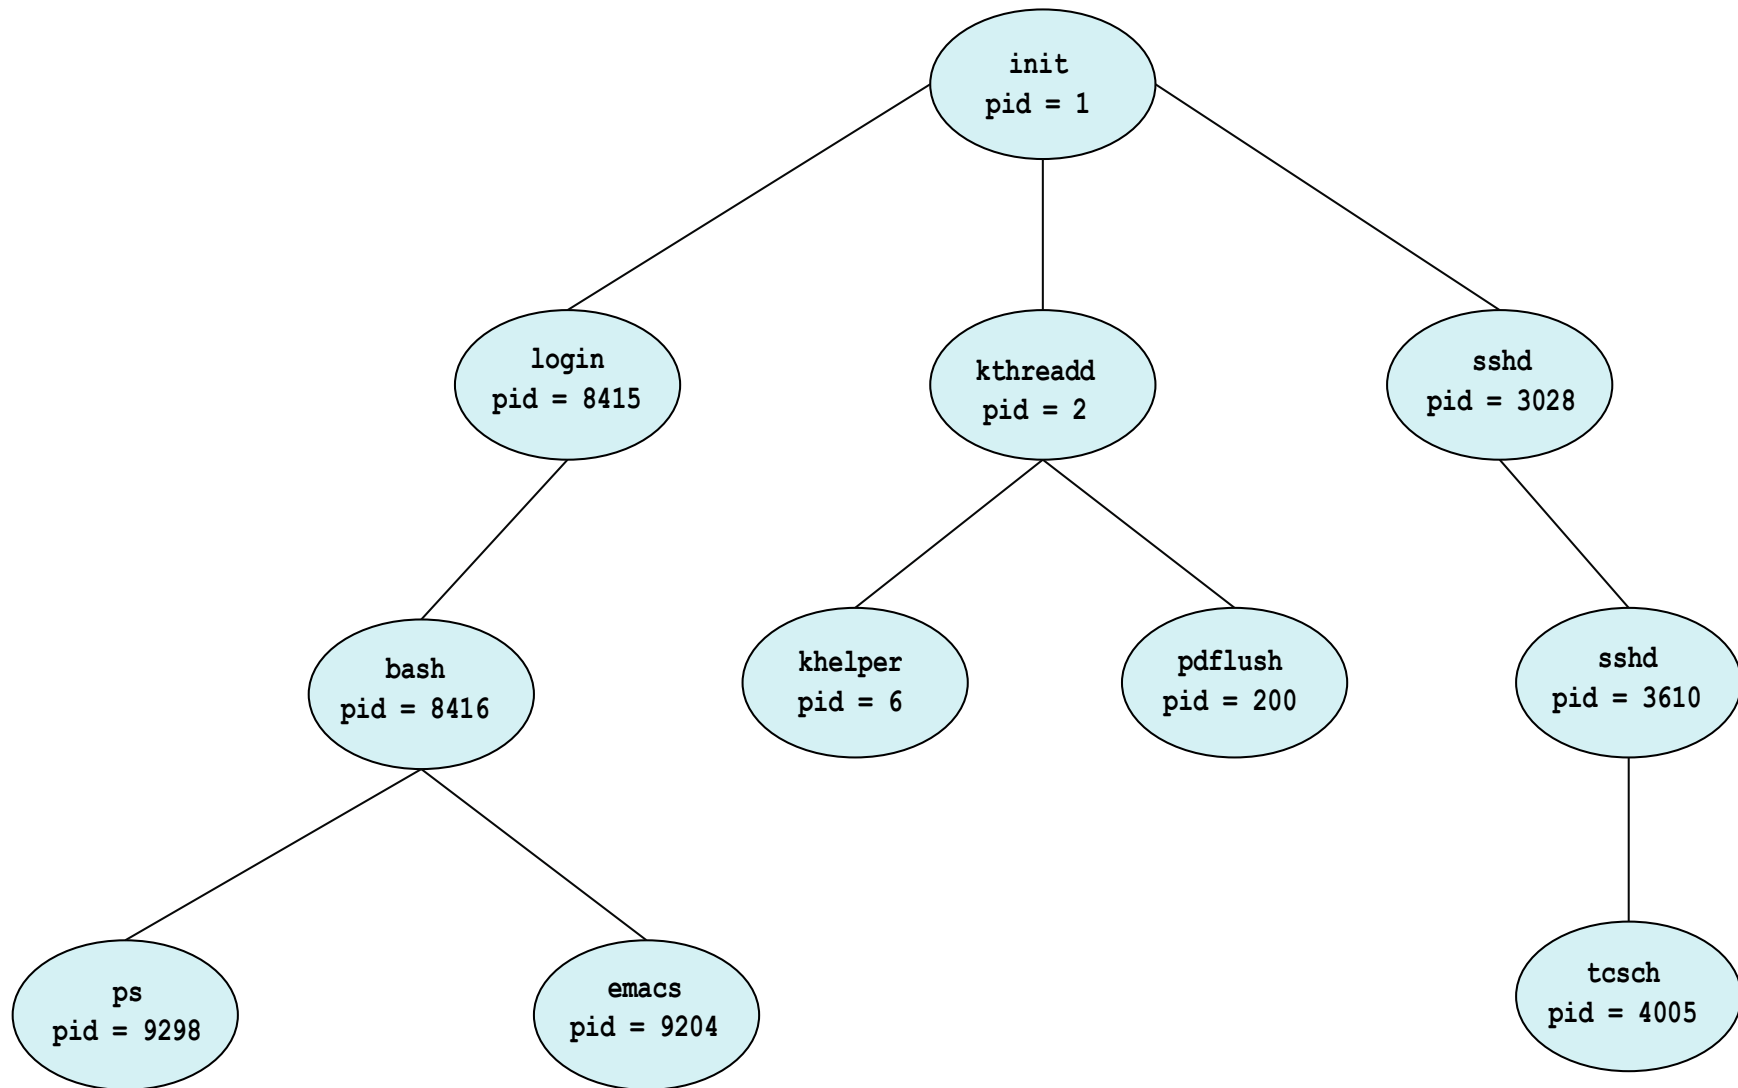 init
pid = 1
login
pid = 8415
kthreadd
pid = 2
sshd
pid = 3028
bash
pid = 8416
khelper
pid = 6
pdflush
pid = 200
sshd
pid = 3610
ps
pid = 9298
emacs
pid = 9204
tcsch
pid = 4005